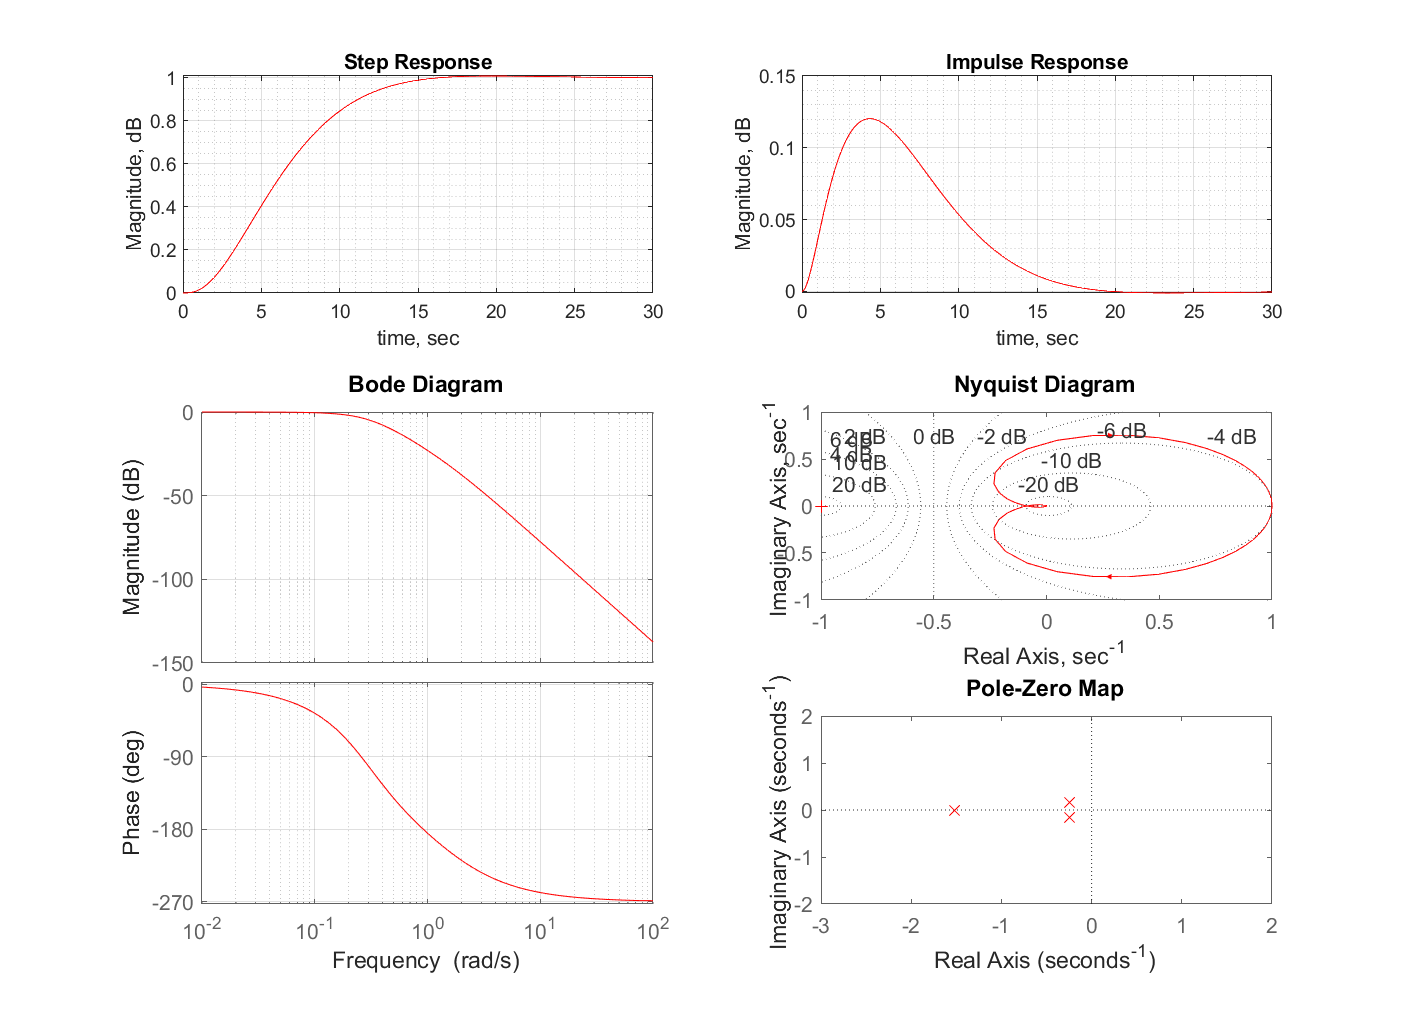 Step Response
Magnitude, dB
1
0.8
0.6
0.4
0.2
0
0 5 10 15 20 25 30
time, sec
Impulse Response
Magnitude, dB
0.15
0.1
0.05
0
0 5 10 15 20 25 30
time, sec
Bode Diagram
Magnitude (dB)
0
-50
-100
-150
Phase (deg)
0
-90
-180
-270
10^-2 10^-1 10^0 10^1 10^2
Frequency (rad/s)
Nyquist Diagram
Imaginary Axis, sec^-1
1
0.5
0
-0.5
-1
6 dB 2 dB 0 dB -2 dB -6 dB -4 dB
4 dB
10 dB -10 dB
20 dB -20 dB
-1 -0.5 0 0.5 1
Real Axis, sec^-1
Pole-Zero Map
Imaginary Axis (seconds^-1)
2
1
0
-1
-2
-3 -2 -1 0 1 2
Real Axis (seconds^-1)